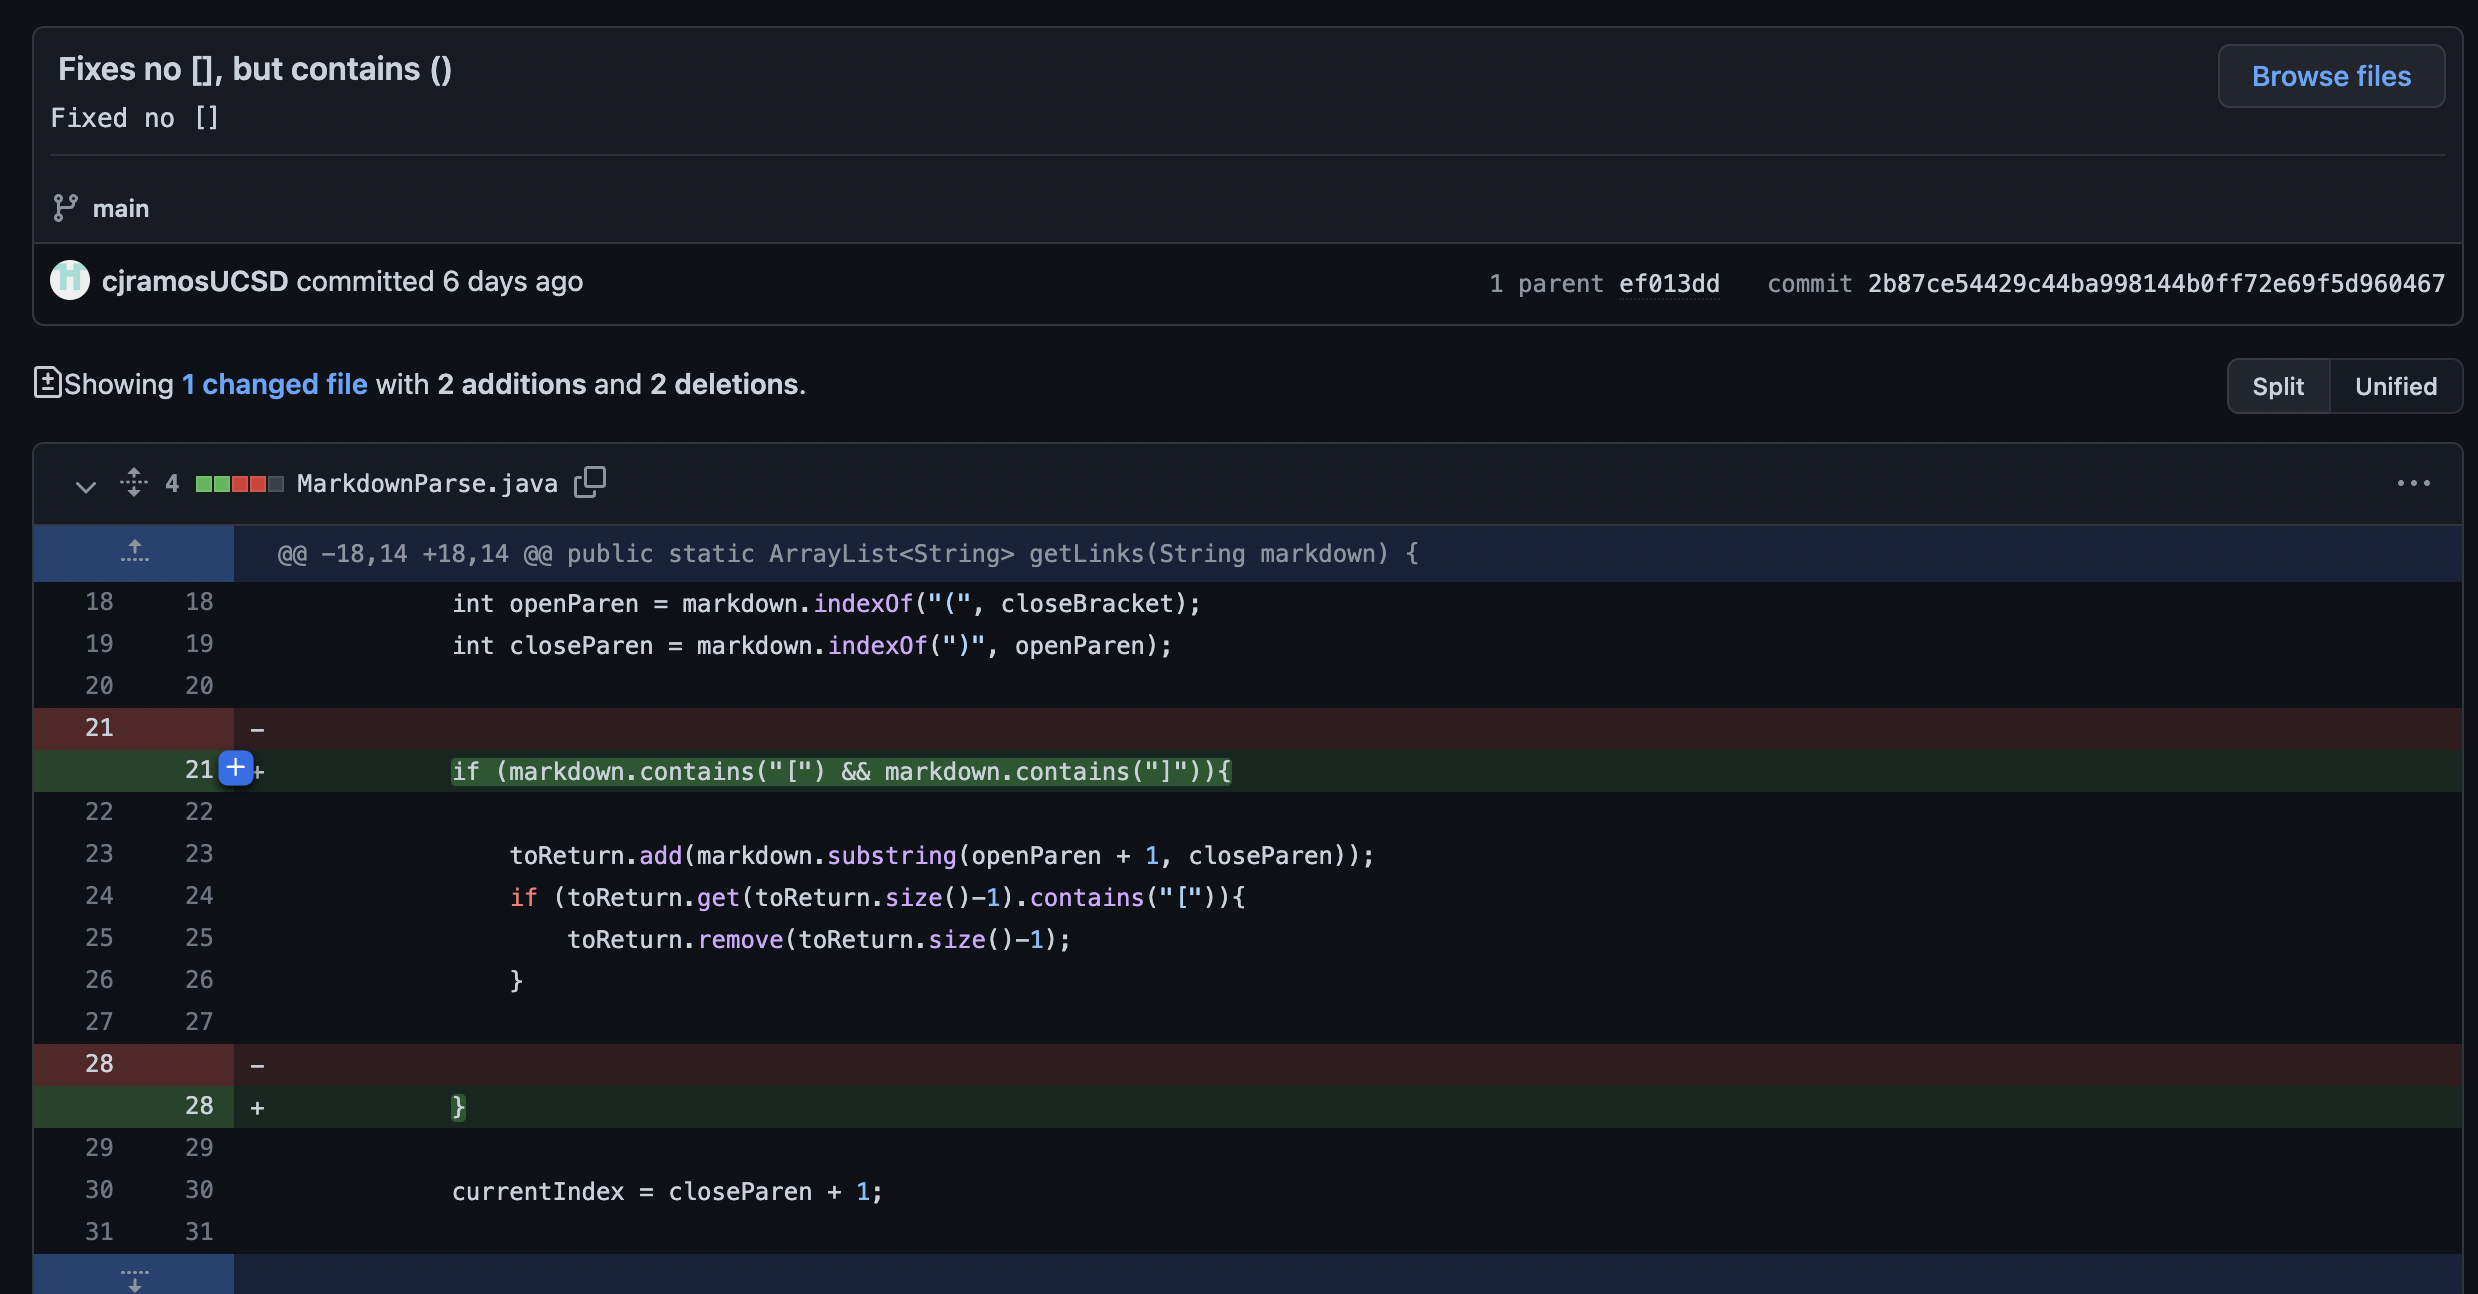 Fixes no [], but contains ()
Browse files
Fixed no []
main
cjramosUCSD committed 6 days ago
1 parent ef013dd commit 2b87ce54429c44ba998144b0ff72e69f5d960467
Showing 1 changed file with 2 additions and 2 deletions.
Split Unified
4 MarkdownParse.java
@@ -18,14 +18,14 @@ public static ArrayList<String> getLinks(String markdown) {
18 18 int openParen = markdown.indexOf("(", closeBracket);
19 19 int closeParen = markdown.indexOf(")", openParen);
20 20
21 -
21 + if (markdown.contains("[") && markdown.contains("]")){
22 22
23 23 toReturn.add(markdown.substring(openParen + 1, closeParen));
24 24 if (toReturn.get(toReturn.size()-1).contains("[")){
25 25 toReturn.remove(toReturn.size()-1);
26 26 }
27 27
28 -
28 + }
29 29
30 30 currentIndex = closeParen + 1;
31 31